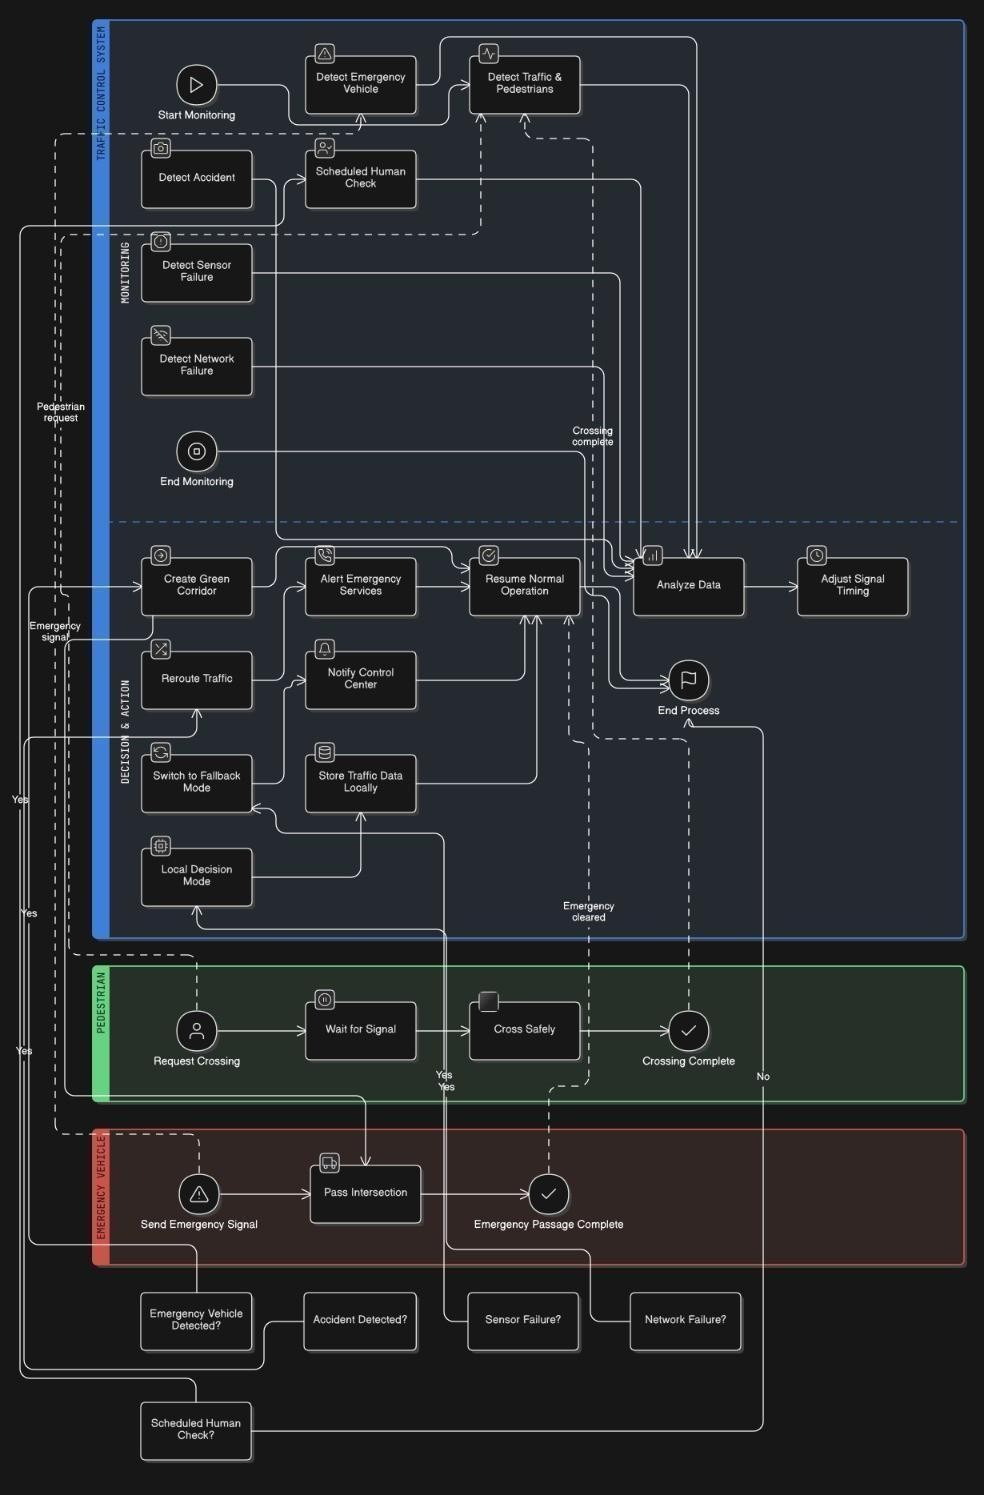 TRAFFIC CONTROL SYSTEM
Detect Emergency
Vehicle
Detect Traffic &
Pedestrians
Start Monitoring
Detect Accident
Scheduled Human
Check
MONITORING
Detect Sensor
Failure
Detect Network
Failure
Pedestrian
request
Crossing
complete
End Monitoring
Create Green
Corridor
Alert Emergency
Services
Resume Normal
Operation
Analyze Data
Adjust Signal
Timing
Emergency
signal
Reroute Traffic
Notify Control
Center
End Process
DECISION & ACTION
Switch to Fallback
Mode
Store Traffic Data
Locally
Yes
Local Decision
Mode
Yes
Emergency
cleared
PEDESTRIAN
Wait for Signal
Cross Safely
Request Crossing
Crossing Complete
Yes
Yes
Yes
No
EMERGENCY VEHICLE
Pass Intersection
Send Emergency Signal
Emergency Passage Complete
Emergency Vehicle
Detected?
Accident Detected?
Sensor Failure?
Network Failure?
Scheduled Human
Check?